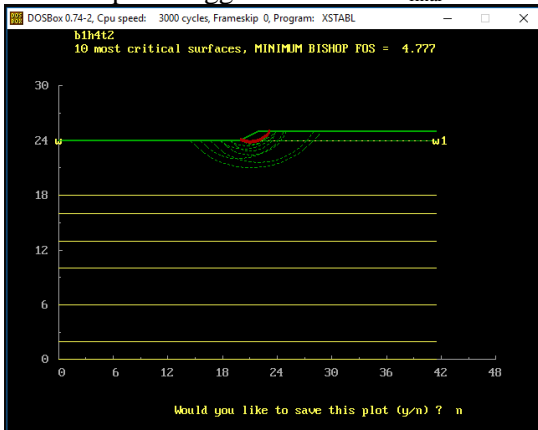 DOSBox 0.74-2, Cpu speed: 3000 cycles, Frameskip 0, Program: XSTABL
b1h4t2
10 most critical surfaces, MINIMUM BISHOP FOS = 4.777
30
24 w w1
18
12
6
0
0 6 12 18 24 30 36 42 48
Would you like to save this plot (y/n) ? n